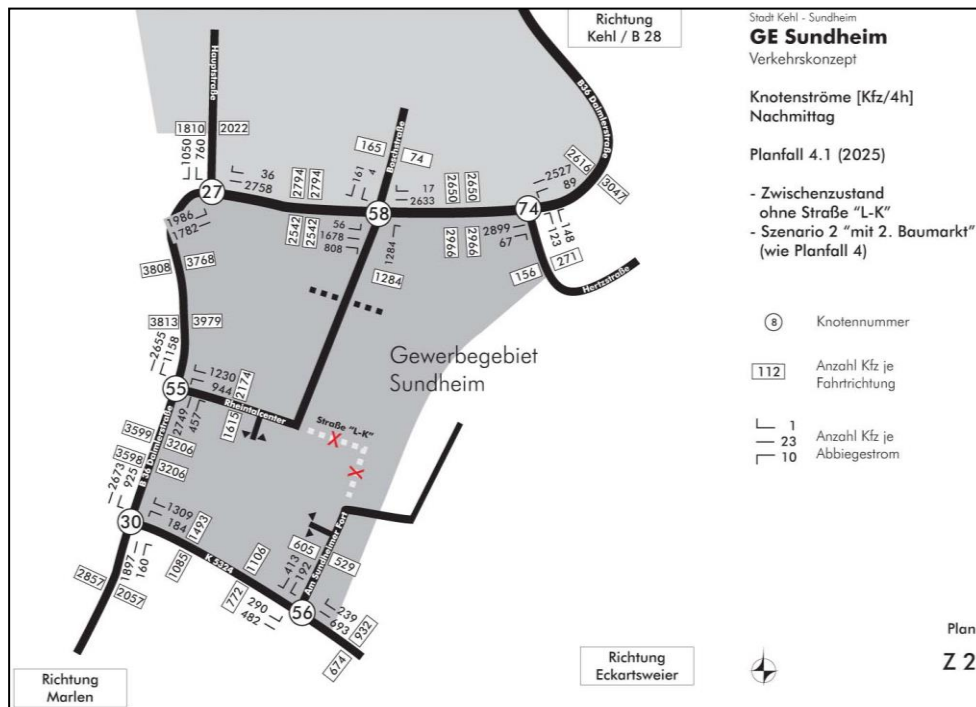 Richtung
Kehl / B 28
Stadt Kehl - Sundheim
GE Sundheim
Verkehrskonzept
Knotenströme [Kfz/4h]
Nachmittag
Planfall 4.1 (2025)
- Zwischenzustand
ohne Straße "L-K"
- Szenario 2 "mit 2. Baumarkt"
(wie Planfall 4)
8 Knotennummer
112 Anzahl Kfz je
Fahrtrichtung
1
23 Anzahl Kfz je
10 Abbiegestrom
Hauptstraße
1810 2022
1050
760
27
36
2758
2794
2794
2542
2542
1986
1782
3808 3768
Boschstraße
165 74
161
4
17
2633
58
56
1678
808
1284
1284
2650
2650
2966
2966
B36 Daimlerstraße
2616
3047
2527
89
74
2899
67
148
123
156 271
Hertzstraße
3813 3979
2655
1158
55
1230
944
2174
Rheintalcenter
1615
2749
457
Gewerbegebiet
Sundheim
Straße "L-K"
B 36 Daimlerstraße
3599
3206
3598
3206
2673
925
30
1309
184
1493
1897
160
1085
2857
2057
K 5324
1106
772
605 529
Am Sundheimer Fort
413
192
290
482
56
239
693
932
674
Richtung
Marlen
Richtung
Eckartsweier
Plan
Z 2